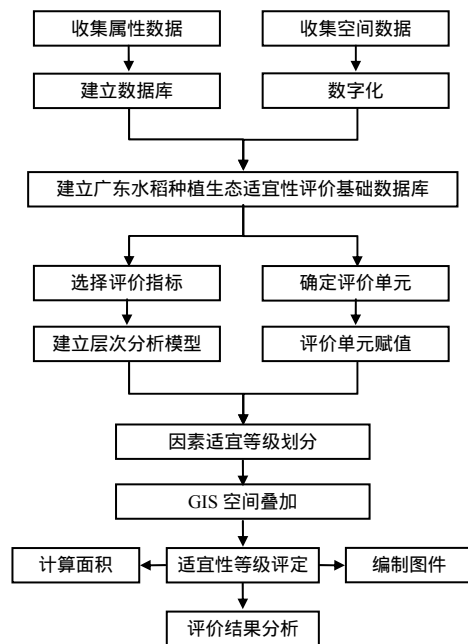 收集属性数据
收集空间数据
建立数据库
数字化
建立广东水稻种植生态适宜性评价基础数据库
选择评价指标
确定评价单元
建立层次分析模型
评价单元赋值
因素适宜等级划分
GIS 空间叠加
计算面积
适宜性等级评定
编制图件
评价结果分析